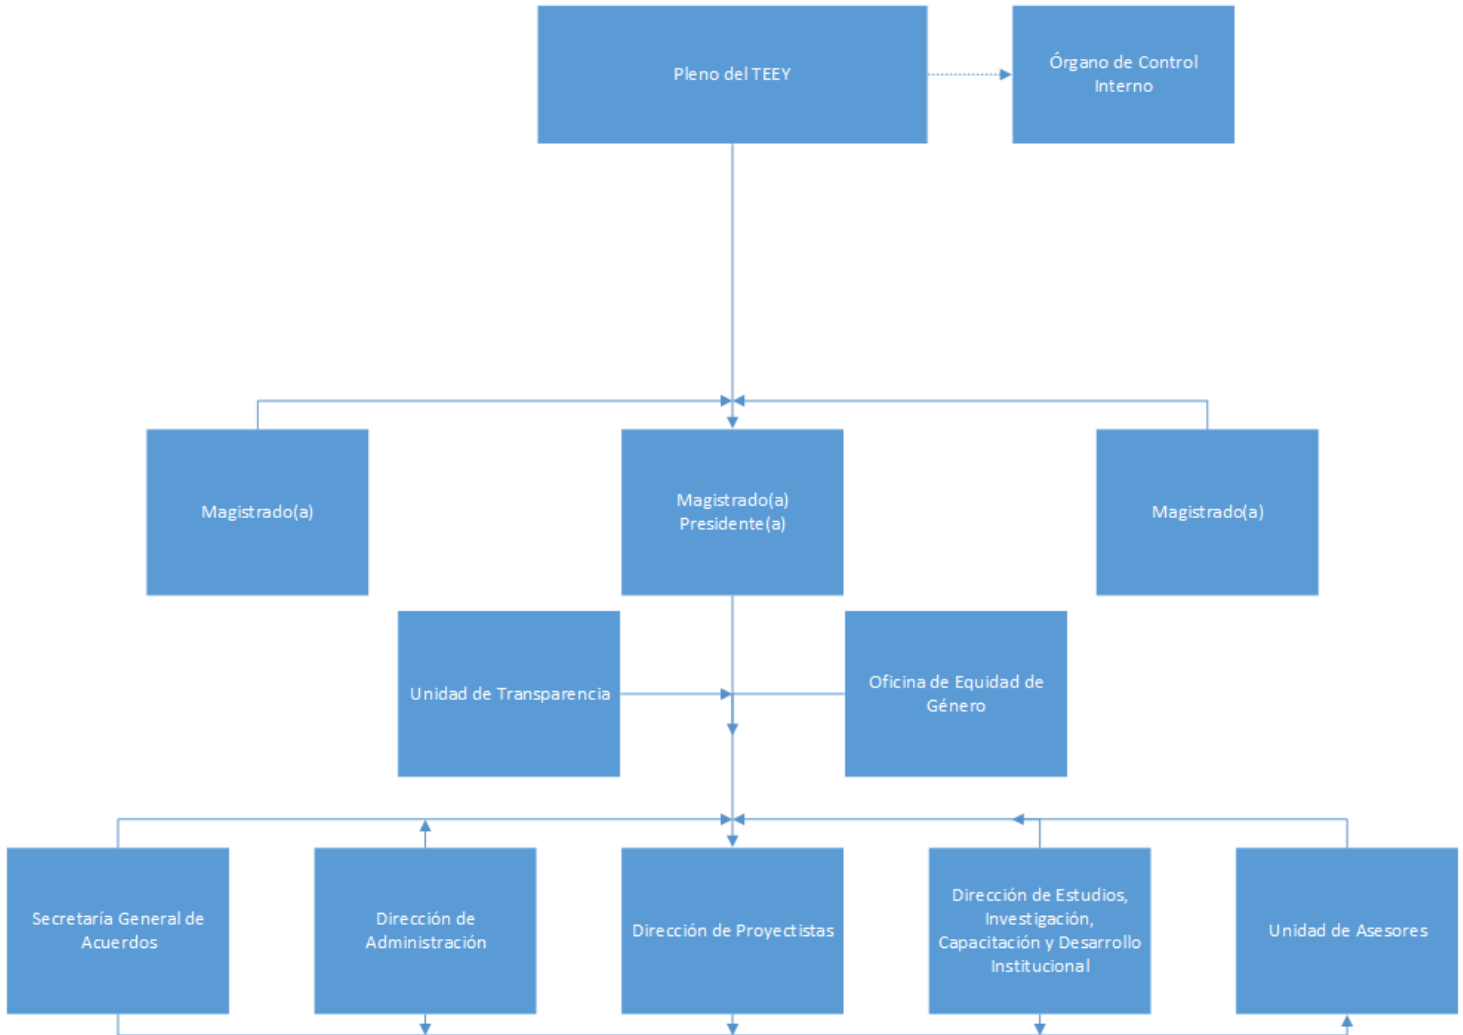 Pleno del TEEY
Órgano de Control
Interno
Magistrado(a)
Magistrado(a)
Presidente(a)
Magistrado(a)
Unidad de Transparencia
Oficina de Equidad de
Género
Secretaría General de
Acuerdos
Dirección de
Administración
Dirección de Proyectistas
Dirección de Estudios,
Investigación,
Capacitación y Desarrollo
Institucional
Unidad de Asesores